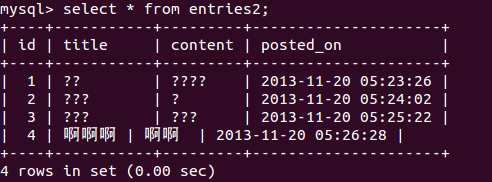 mysql> select * from entries2;
+----+-----------+---------+---------------------+
| id | title     | content | posted_on           |
+----+-----------+---------+---------------------+
|  1 | ??        | ????    | 2013-11-20 05:23:26 |
|  2 | ???       | ?       | 2013-11-20 05:24:02 |
|  3 | ???       | ???     | 2013-11-20 05:25:22 |
|  4 | 啊啊啊 | 啊啊  | 2013-11-20 05:26:28 |
+----+-----------+---------+---------------------+
4 rows in set (0.00 sec)